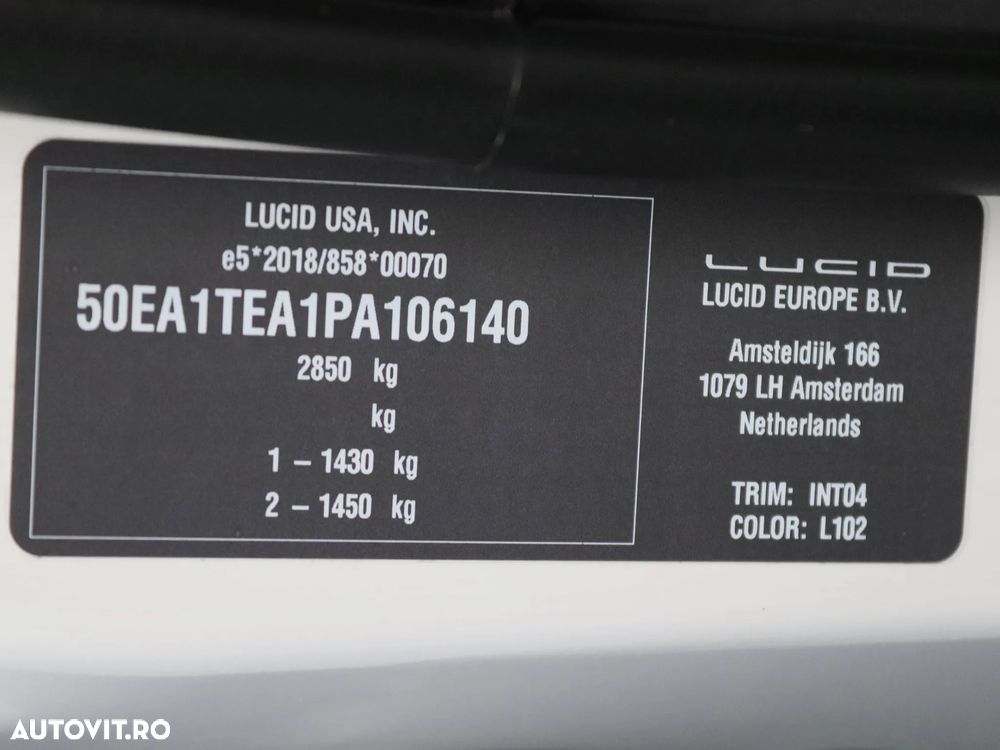 LUCID USA, INC.
e5*2018/858*00070
50EA1TEA1PA106140
2850 kg
kg
1 – 1430 kg
2 – 1450 kg
LUCID
LUCID EUROPE B.V.
Amsteldijk 166
1079 LH Amsterdam
Netherlands
TRIM: INT04
COLOR: L102
AUTOVIT.RO